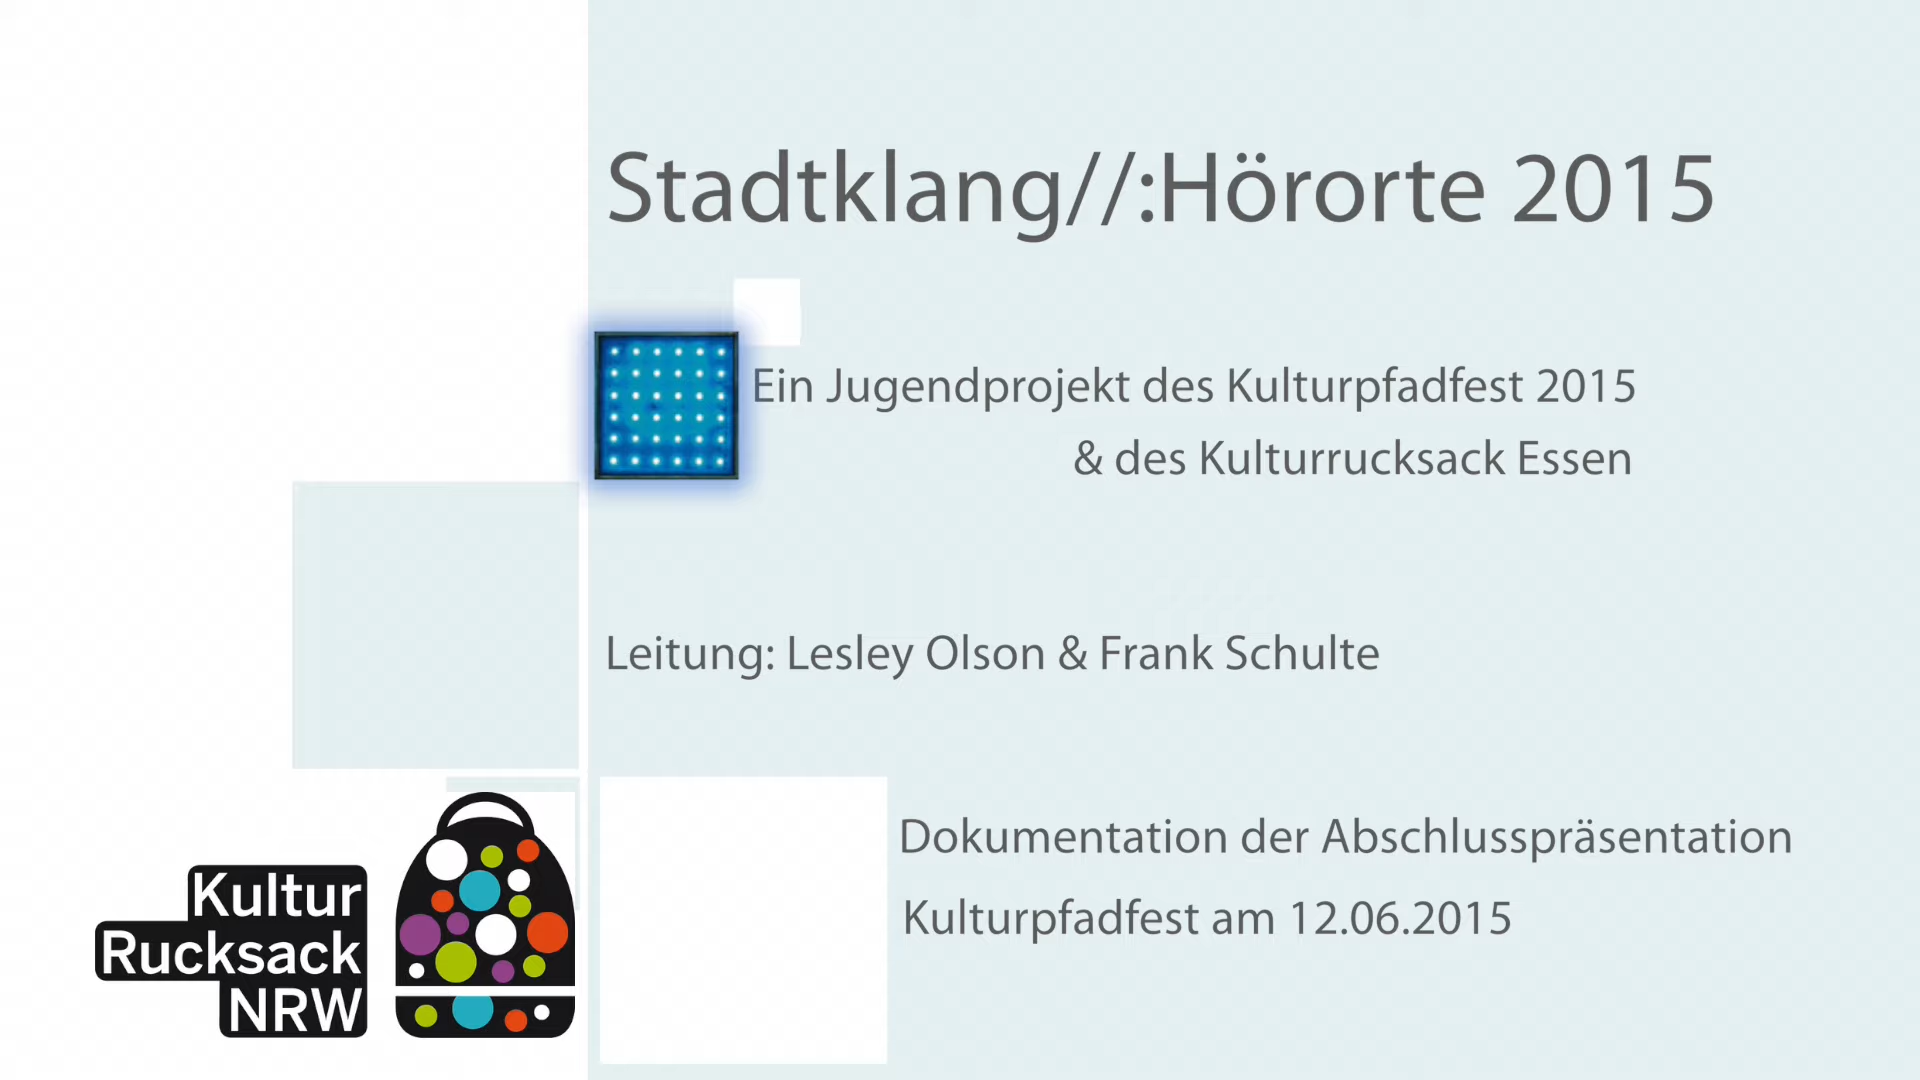 Stadtklang//:Hörorte 2015
Ein Jugendprojekt des Kulturpfadfest 2015
& des Kulturrucksack Essen
Leitung: Lesley Olson & Frank Schulte
Dokumentation der Abschlusspräsentation
Kulturpfadfest am 12.06.2015
Kultur
Rucksack
NRW